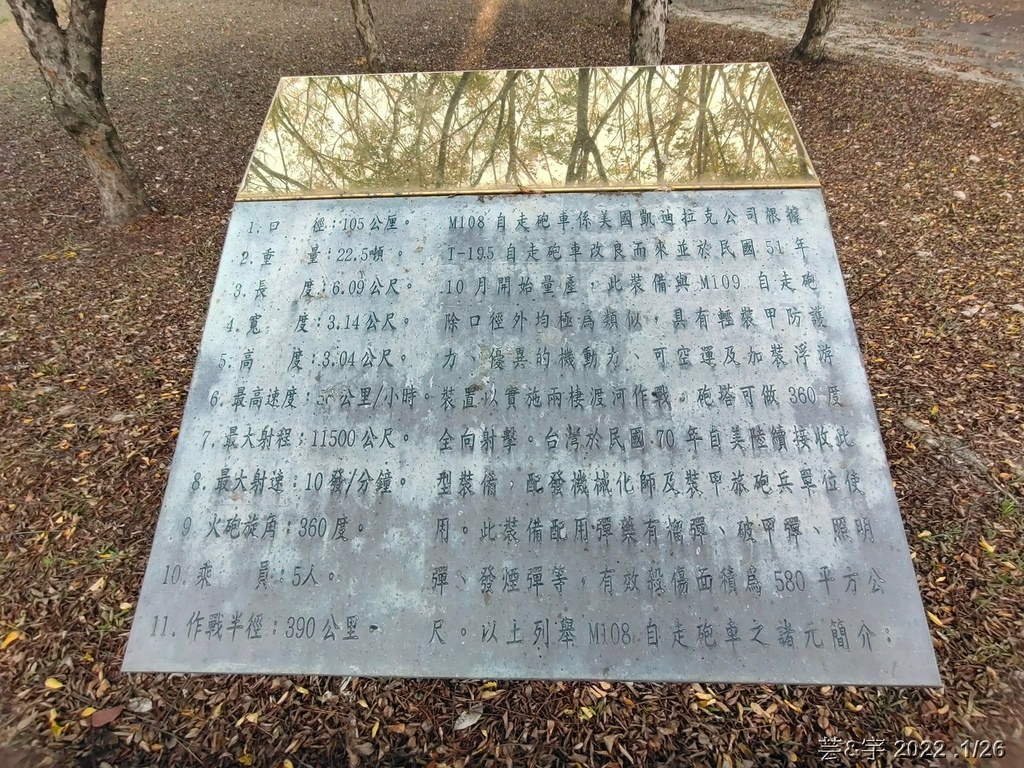 1.口 徑:105公厘。
2.重 量:22.5噸。
3.長 度:6.09公尺。
4.寬 度:3.14公尺。
5.高 度:3.04公尺。
6.最高速度:5 公里/小時。
7.最大射程:11500公尺。
8.最大射速:10發/分鐘。
9.火砲旋角:360度。
10.乘 員:5人。
11.作戰半徑:390公里。
M108自走砲車係美國凱迪拉克公司根據
T-195自走砲車改良而來並於民國51年
10月開始量產,此裝備與M109自走砲
除口徑外均極為類似,具有輕裝甲防護
力、優異的機動力、可空運及加裝浮游
裝置以實施兩棲渡河作戰。砲塔可做360度
全向射擊。台灣於民國70年自美陸續接收此
型裝備,配發機械化師及裝甲旅砲兵單位使
用。此裝備配用彈藥有榴彈、破甲彈、照明
彈、發煙彈等,有效殺傷面積為580平方公
尺。以上列舉M108自走砲車之諸元簡介:
芸&宇 2022 .1/26